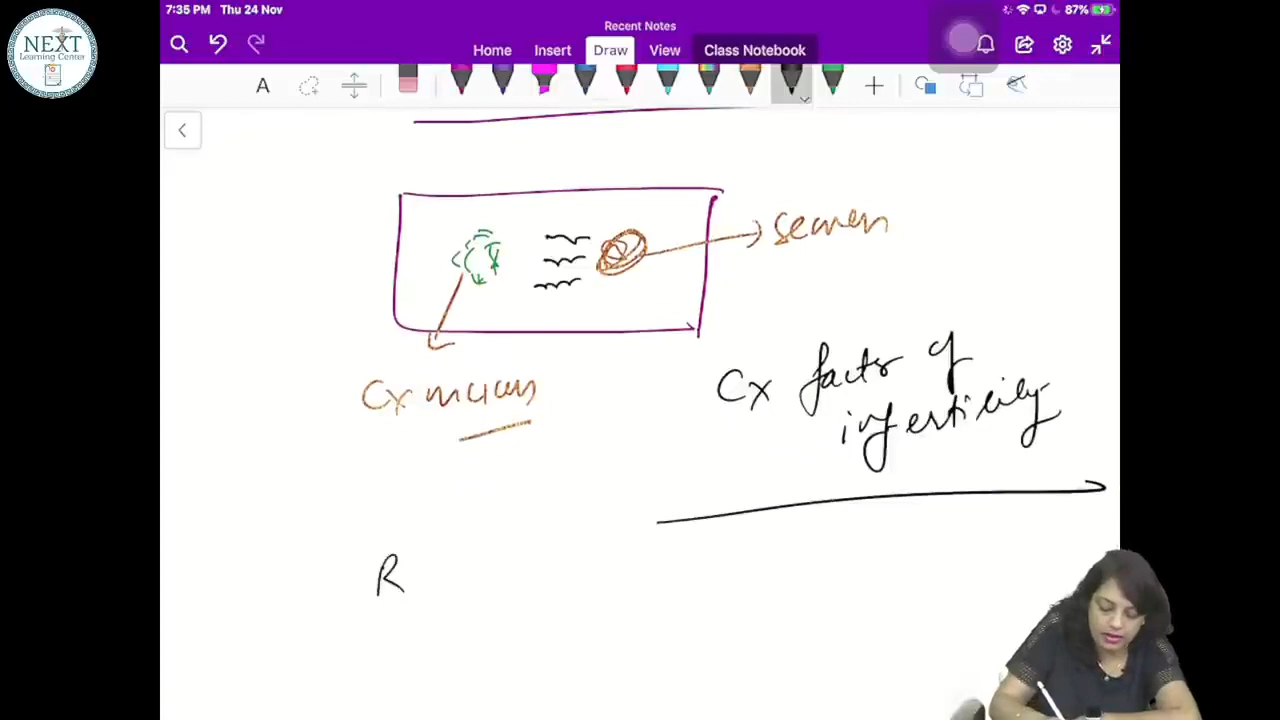 7:35 PM Thu 24 Nov
87%
NEXT
Learning Center
Recent Notes
Home Insert Draw View Class Notebook
A
semen
Cx mucus
Cx factor of
infertility
R